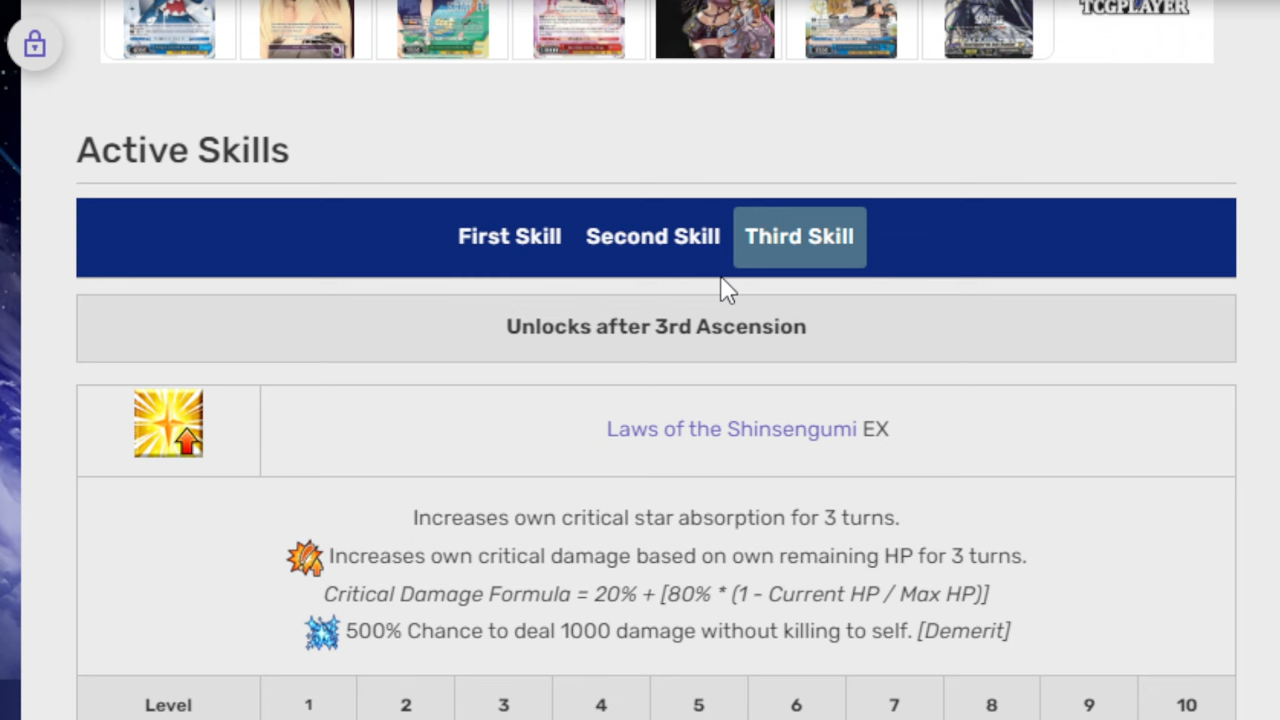 TCGPLAYER
Active Skills
First Skill Second Skill Third Skill
Unlocks after 3rd Ascension
Laws of the Shinsengumi EX
Increases own critical star absorption for 3 turns.
Increases own critical damage based on own remaining HP for 3 turns.
Critical Damage Formula = 20% + [80% * (1 - Current HP / Max HP)]
500% Chance to deal 1000 damage without killing to self. [Demerit]
Level 1 2 3 4 5 6 7 8 9 10